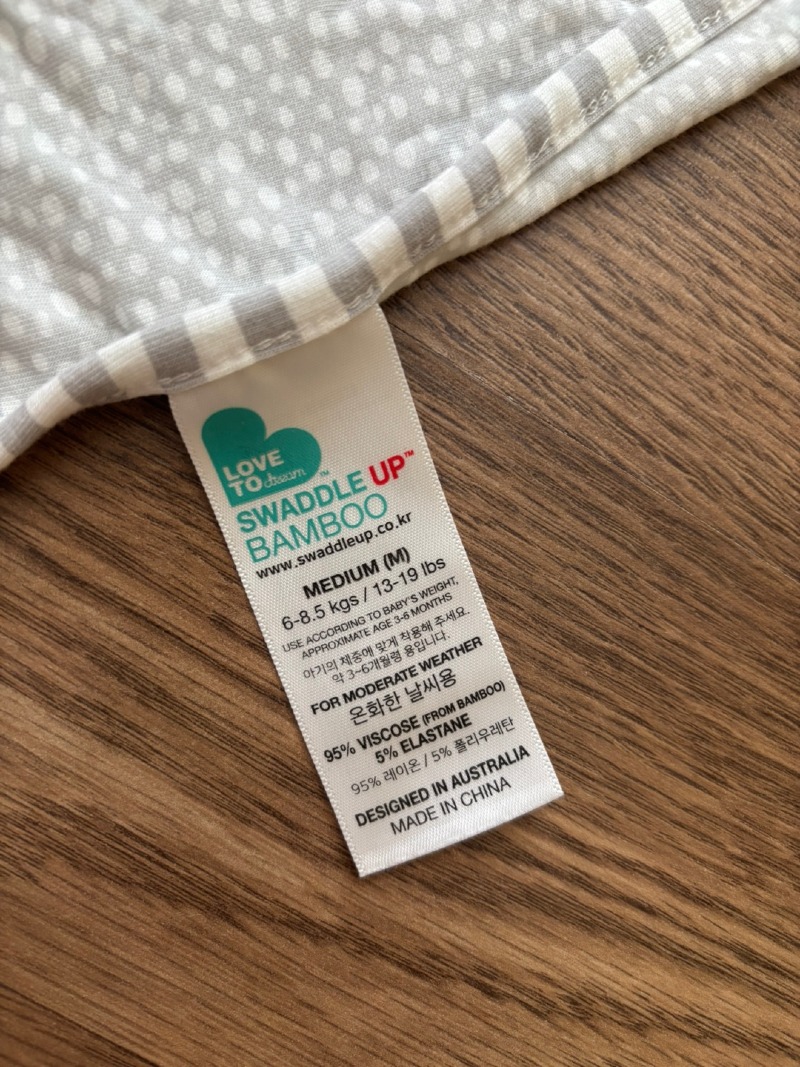 LOVE
TO dream™
SWADDLE UP™
BAMBOO
www.swaddleup.co.kr
MEDIUM (M)
6-8.5 kgs / 13-19 lbs
USE ACCORDING TO BABY'S WEIGHT,
APPROXIMATE AGE 3-6 MONTHS
아기의 체중에 맞게 착용해 주세요.
약 3~6개월령 용입니다.
FOR MODERATE WEATHER
온화한 날씨용
95% VISCOSE (FROM BAMBOO)
5% ELASTANE
95% 레이온 / 5% 폴리우레탄
DESIGNED IN AUSTRALIA
MADE IN CHINA